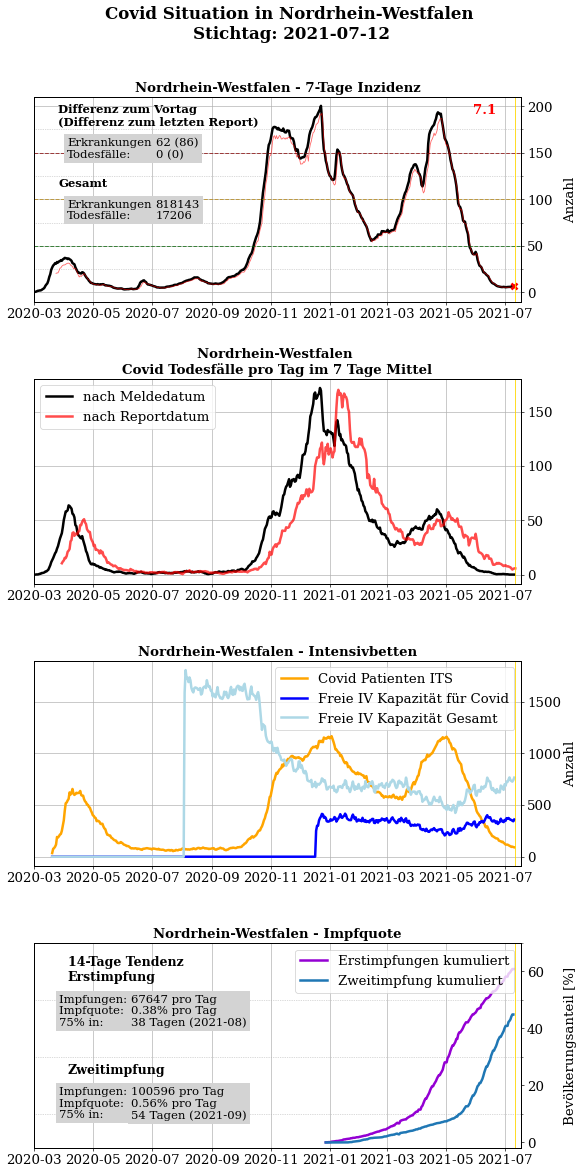 Covid Situation in Nordrhein-Westfalen
Stichtag: 2021-07-12
Nordrhein-Westfalen - 7-Tage Inzidenz
Differenz zum Vortag
(Differenz zum letzten Report)
Erkrankungen 62 (86)
Todesfälle: 0 (0)
Gesamt
Erkrankungen 818143
Todesfälle: 17206
7.1
200
150
100
50
0
Anzahl
2020-03 2020-05 2020-07 2020-09 2020-11 2021-01 2021-03 2021-05 2021-07
Nordrhein-Westfalen
Covid Todesfälle pro Tag im 7 Tage Mittel
nach Meldedatum
nach Reportdatum
150
100
50
0
2020-03 2020-05 2020-07 2020-09 2020-11 2021-01 2021-03 2021-05 2021-07
Nordrhein-Westfalen - Intensivbetten
Covid Patienten ITS
Freie IV Kapazität für Covid
Freie IV Kapazität Gesamt
1500
1000
500
0
Anzahl
2020-03 2020-05 2020-07 2020-09 2020-11 2021-01 2021-03 2021-05 2021-07
Nordrhein-Westfalen - Impfquote
14-Tage Tendenz
Erstimpfung
Impfungen: 67647 pro Tag
Impfquote: 0.38% pro Tag
75% in: 38 Tagen (2021-08)
Zweitimpfung
Impfungen: 100596 pro Tag
Impfquote: 0.56% pro Tag
75% in: 54 Tagen (2021-09)
Erstimpfungen kumuliert
Zweitimpfung kumuliert
60
40
20
0
Bevölkerungsanteil [%]
2020-03 2020-05 2020-07 2020-09 2020-11 2021-01 2021-03 2021-05 2021-07